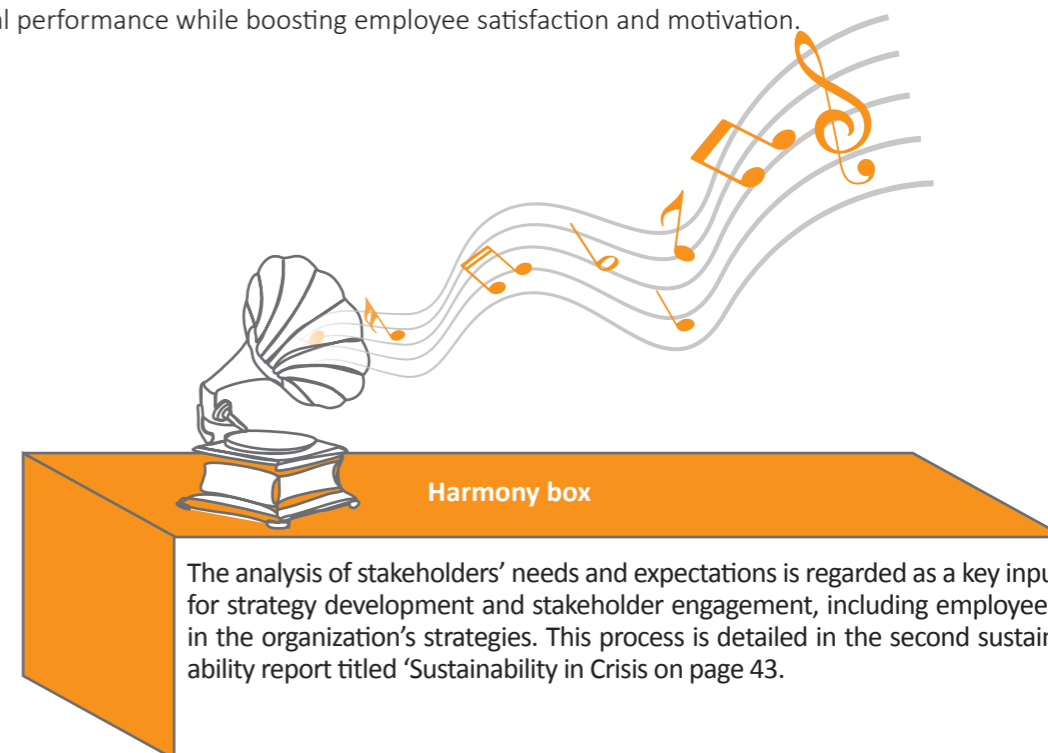 al performance while boosting employee satisfaction and motivation.
Harmony box
The analysis of stakeholders’ needs and expectations is regarded as a key inpu
for strategy development and stakeholder engagement, including employee
in the organization’s strategies. This process is detailed in the second sustain
ability report titled ‘Sustainability in Crisis on page 43.